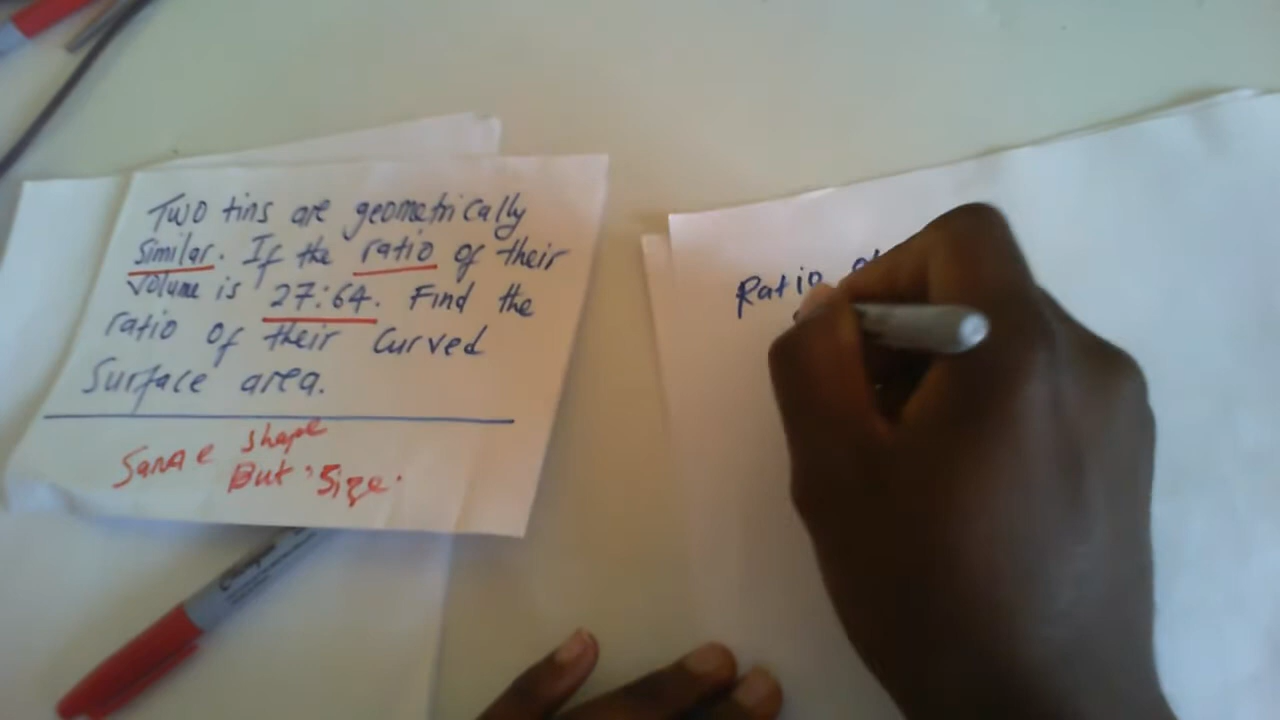 Two tins are geometrically
Similar. If the ratio of their
Volume is 27:64. Find the
ratio of their Curved
Surface area.
Same shape
But Size.
Ratio of